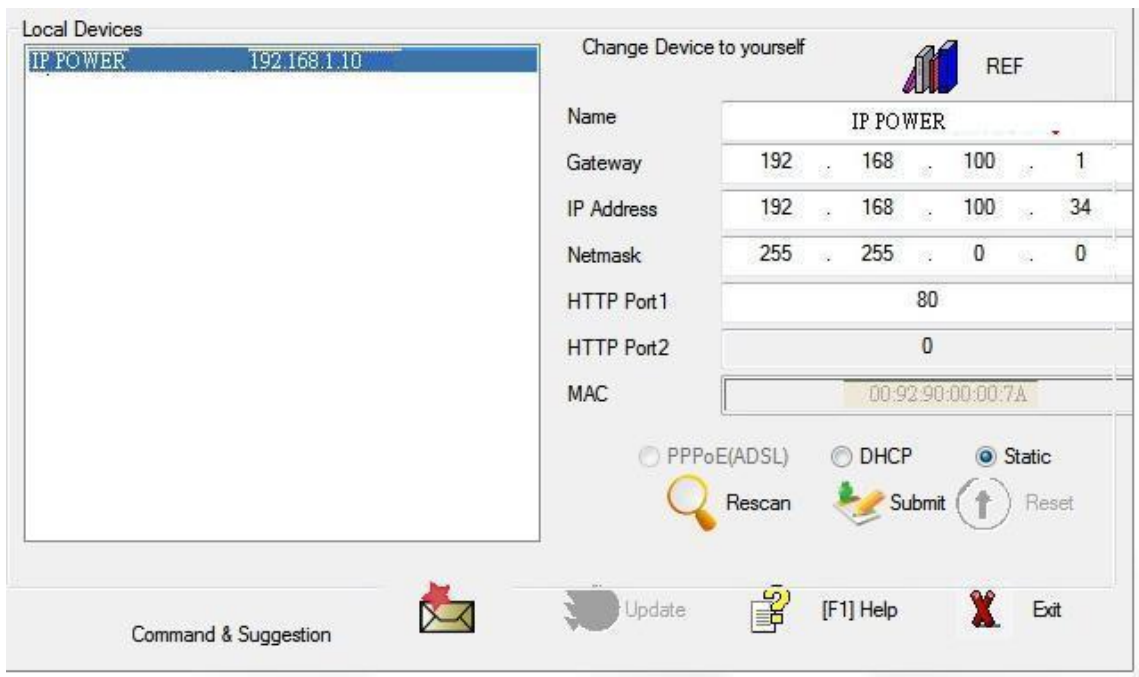 Local Devices
IP POWER 192.168.1.10
Change Device to yourself
REF
Name IP POWER
Gateway 192 . 168 . 100 . 1
IP Address 192 . 168 . 100 . 34
Netmask 255 . 255 . 0 . 0
HTTP Port1 80
HTTP Port2 0
MAC 00:92:90:00:00:7A
PPPoE(ADSL) DHCP Static
Rescan Submit Reset
Update [F1] Help Exit
Command & Suggestion